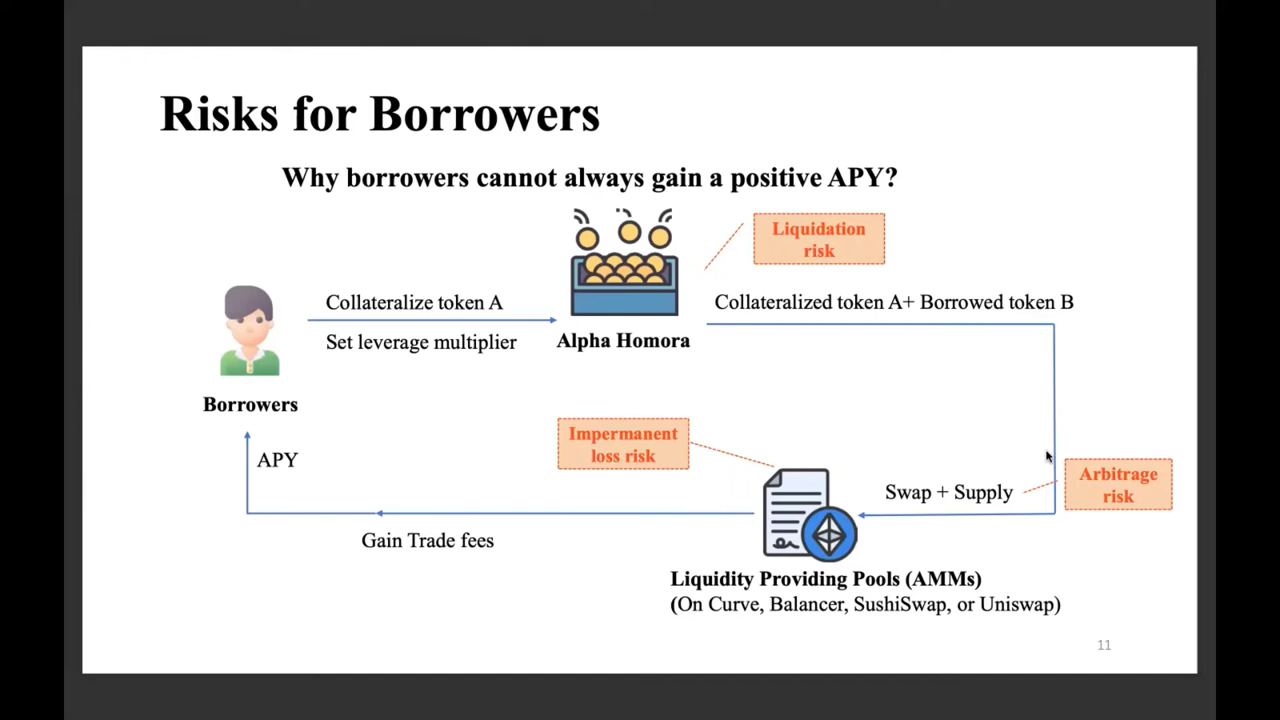 Risks for Borrowers
Why borrowers cannot always gain a positive APY?
Liquidation
risk
Collateralize token A
Set leverage multiplier
Collateralized token A+ Borrowed token B
Alpha Homora
Borrowers
Impermanent
loss risk
APY
Arbitrage
risk
Swap + Supply
Gain Trade fees
Liquidity Providing Pools (AMMs)
(On Curve, Balancer, SushiSwap, or Uniswap)
11